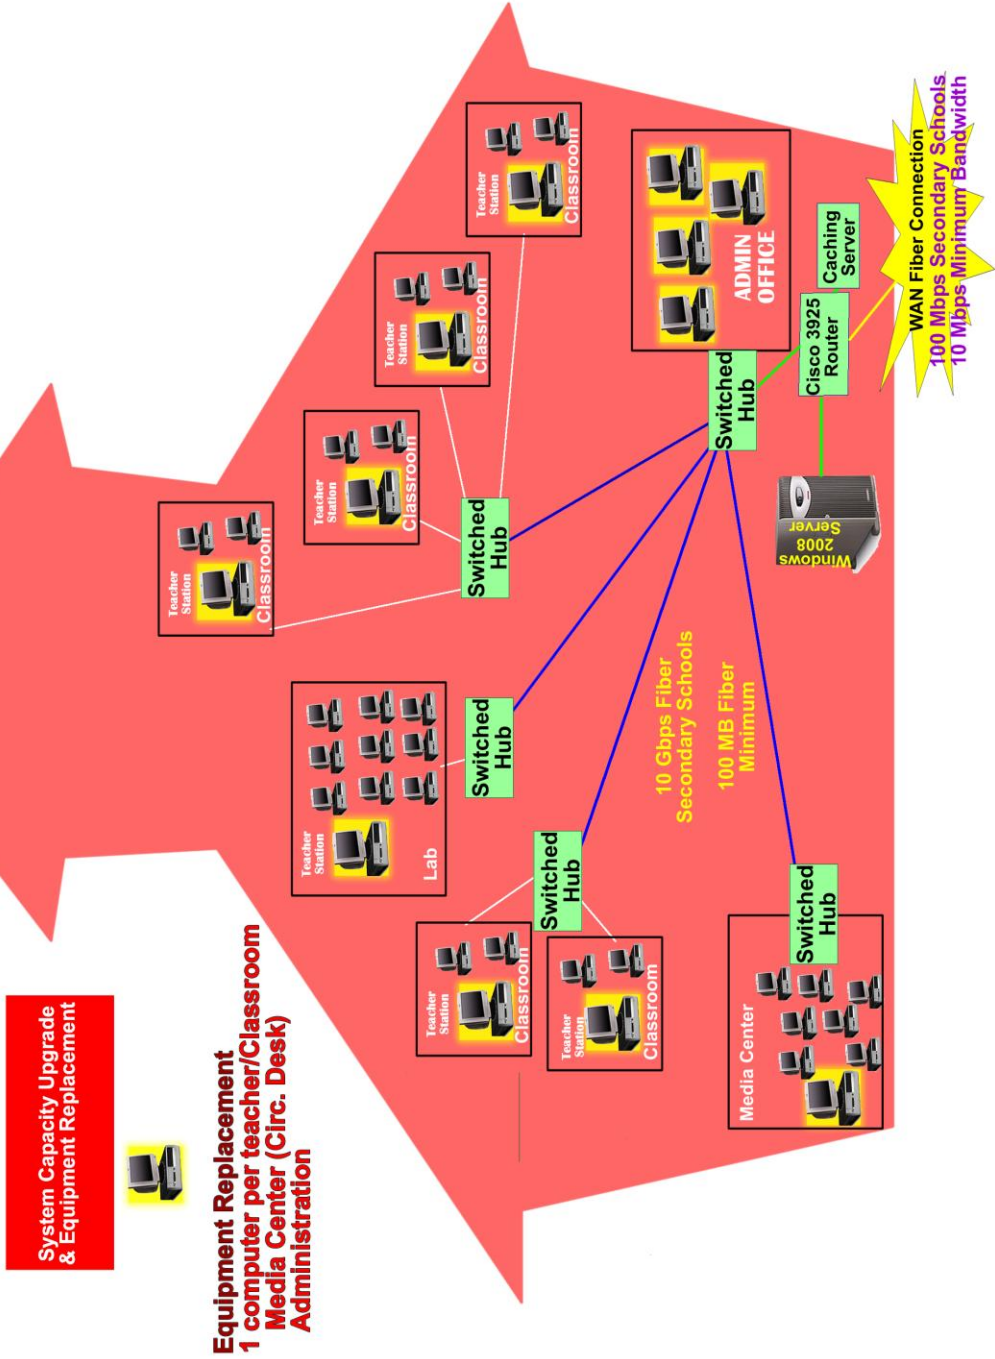 System Capacity Upgrade
& Equipment Replacement
Equipment Replacement
1 computer per teacher/Classroom
Media Center (Circ. Desk)
Administration
Teacher
Station
Classroom
Teacher
Station
Classroom
Teacher
Station
Classroom
Teacher
Station
Classroom
Teacher
Station
Lab
Teacher
Station
Classroom
Teacher
Station
Classroom
Switched
Hub
Switched
Hub
Switched
Hub
Switched
Hub
Switched
Hub
Media Center
ADMIN
OFFICE
10 Gbps Fiber
Secondary Schools
100 MB Fiber
Minimum
Windows
2008
Server
Cisco 3925
Router
Caching
Server
WAN Fiber Connection
100 Mbps Secondary Schools
10 Mbps Minimum Bandwidth